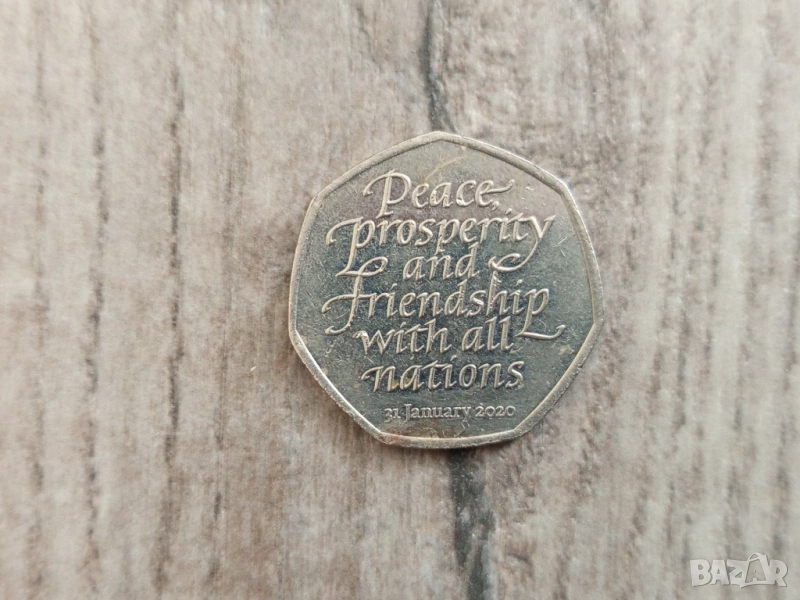 Peace,
prosperity
and
friendship
with all
nations
31 January 2020
BAZAR